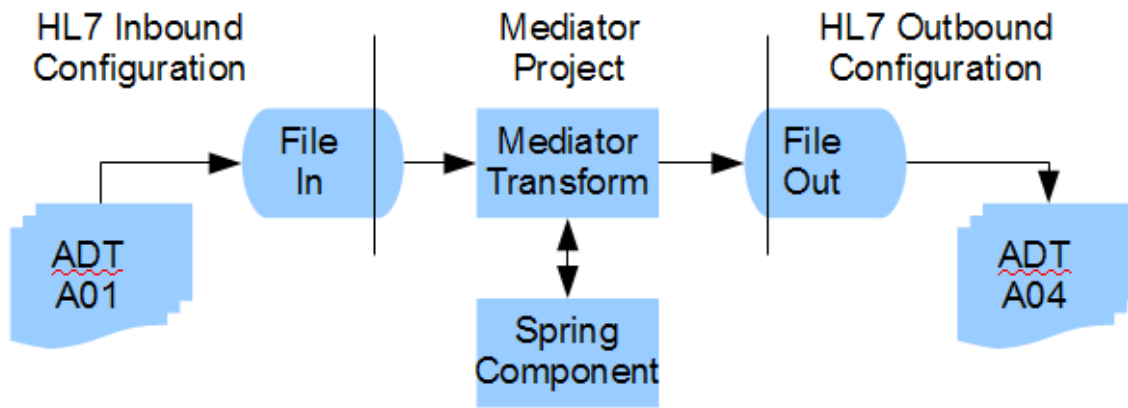 HL7 Inbound
Configuration
Mediator
Project
HL7 Outbound
Configuration
File
In
Mediator
Transform
File
Out
ADT
A01
ADT
A04
Spring
Component